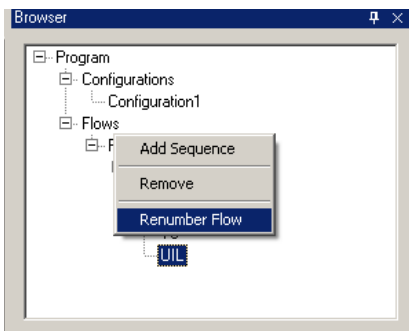 Browser
Program
Configurations
Configuration1
Flows
Add Sequence
Remove
Renumber Flow
UIL